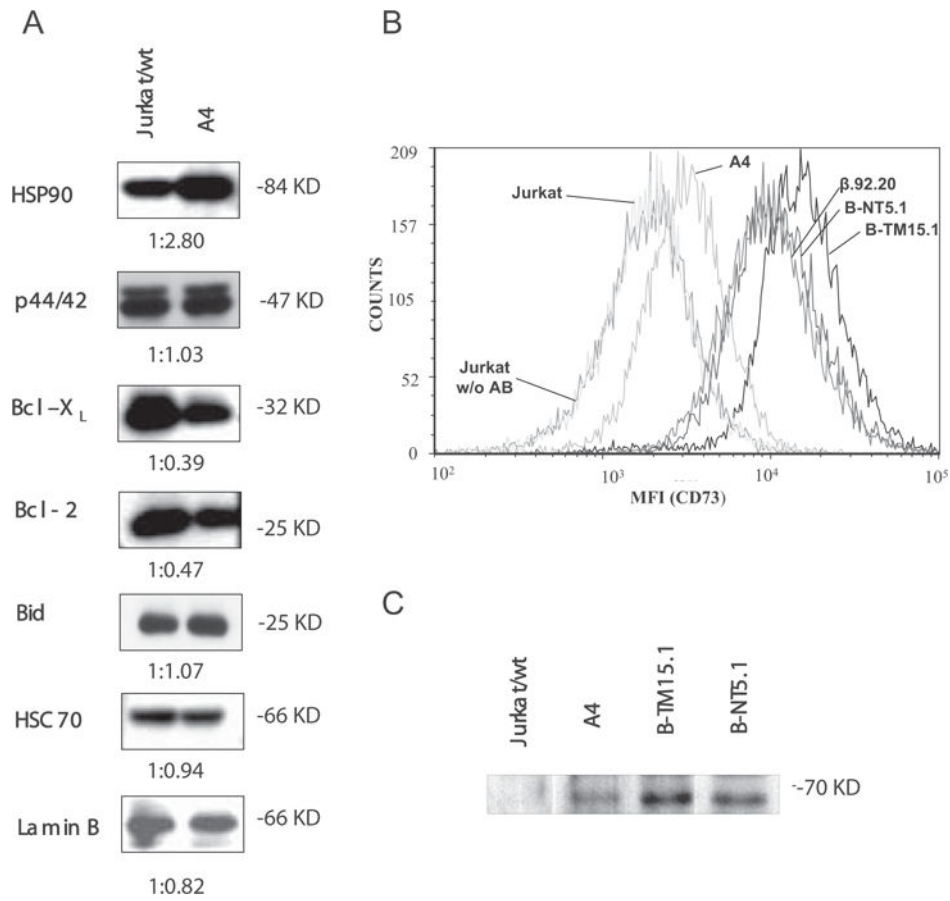 A
Jurkat/wt
A4
HSP90
-84 KD
1:2.80
p44/42
-47 KD
1:1.03
Bcl-X L
-32 KD
1:0.39
Bcl-2
-25 KD
1:0.47
Bid
-25 KD
1:1.07
HSC70
-66 KD
1:0.94
Lamin B
-66 KD
1:0.82
B
209
157
105
52
0
COUNTS
A4
Jurkat
β.92.20
B-NT5.1
B-TM15.1
Jurkat
w/o AB
10²
10³
10⁴
10⁵
MFI (CD73)
C
Jurkat/wt
A4
B-TM15.1
B-NT5.1
-70 KD